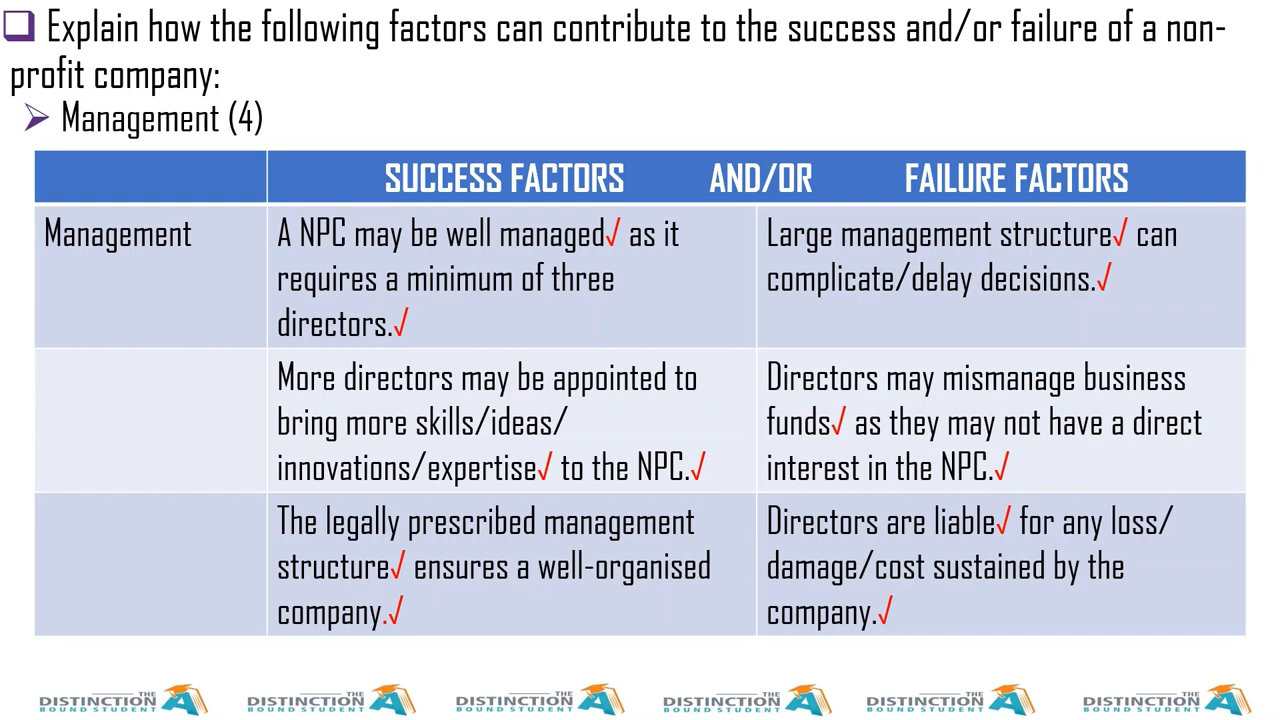 ❑ Explain how the following factors can contribute to the success and/or failure of a non-
profit company:
➢ Management (4)
SUCCESS FACTORS AND/OR FAILURE FACTORS
Management
A NPC may be well managed√ as it
requires a minimum of three
directors.√
Large management structure√ can
complicate/delay decisions.√
More directors may be appointed to
bring more skills/ideas/
innovations/expertise√ to the NPC.√
Directors may mismanage business
funds√ as they may not have a direct
interest in the NPC.√
The legally prescribed management
structure√ ensures a well-organised
company.√
Directors are liable√ for any loss/
damage/cost sustained by the
company.√
THE
DISTINCTION
BOUND STUDENT
THE
DISTINCTION
BOUND STUDENT
THE
DISTINCTION
BOUND STUDENT
THE
DISTINCTION
BOUND STUDENT
THE
DISTINCTION
BOUND STUDENT
THE
DISTINCTION
BOUND STUDENT